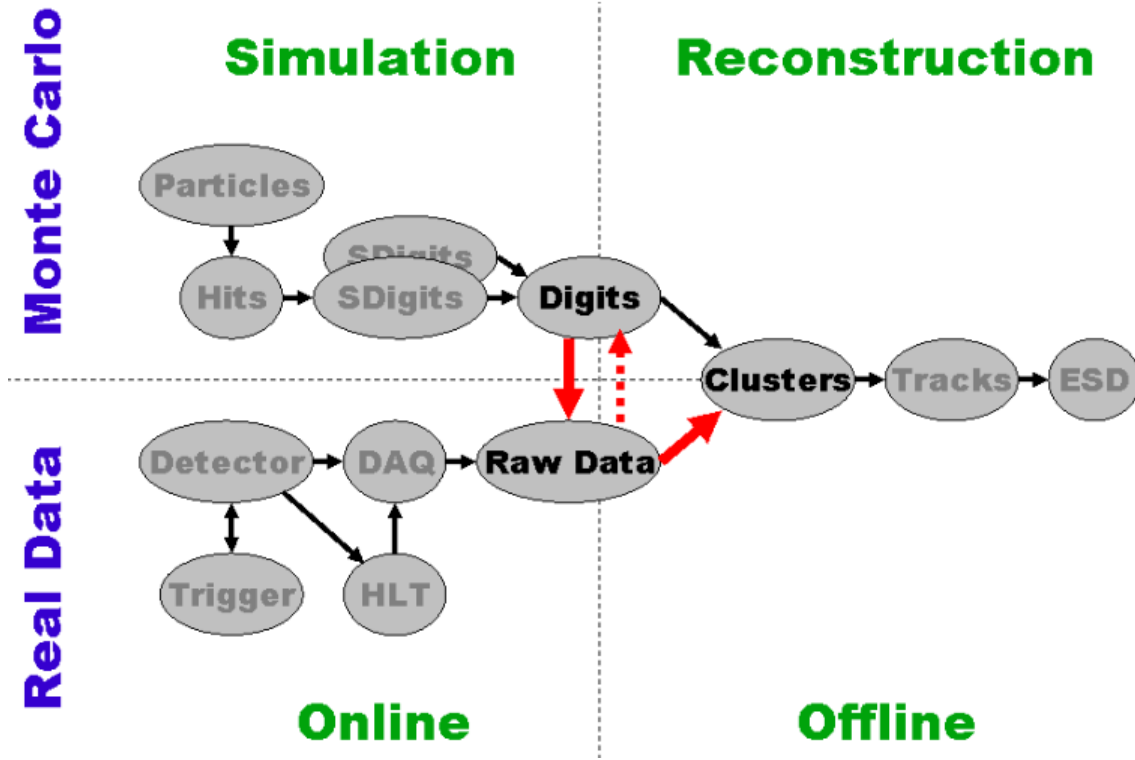 Monte Carlo
Simulation
Reconstruction
Particles
SDigits
Hits
SDigits
Digits
Clusters
Tracks
ESD
Real Data
Detector
DAQ
Raw Data
Trigger
HLT
Online
Offline